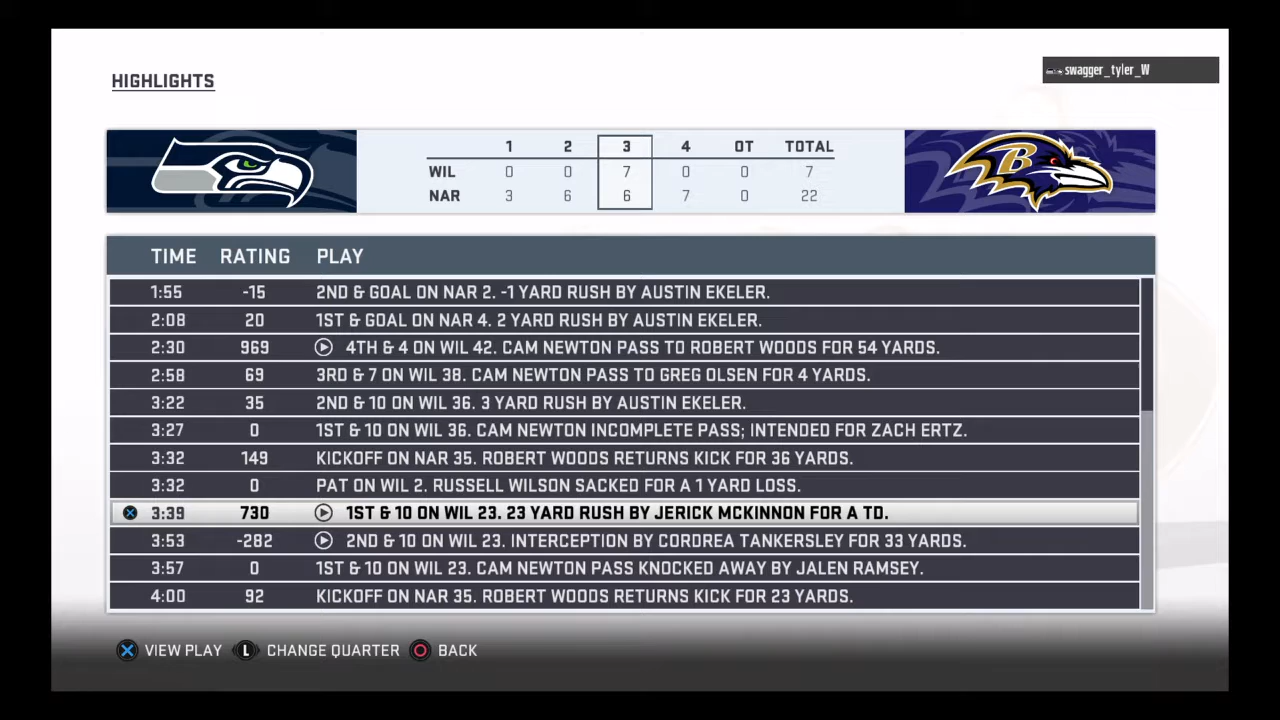 HIGHLIGHTS
swagger_tyler_W
1 2 3 4 OT TOTAL
WIL 0 0 7 0 0 7
NAR 3 6 6 7 0 22
B
TIME RATING PLAY
1:55 -15 2ND & GOAL ON NAR 2. -1 YARD RUSH BY AUSTIN EKELER.
2:08 20 1ST & GOAL ON NAR 4. 2 YARD RUSH BY AUSTIN EKELER.
2:30 969 4TH & 4 ON WIL 42. CAM NEWTON PASS TO ROBERT WOODS FOR 54 YARDS.
2:58 69 3RD & 7 ON WIL 38. CAM NEWTON PASS TO GREG OLSEN FOR 4 YARDS.
3:22 35 2ND & 10 ON WIL 36. 3 YARD RUSH BY AUSTIN EKELER.
3:27 0 1ST & 10 ON WIL 36. CAM NEWTON INCOMPLETE PASS; INTENDED FOR ZACH ERTZ.
3:32 149 KICKOFF ON NAR 35. ROBERT WOODS RETURNS KICK FOR 36 YARDS.
3:32 0 PAT ON WIL 2. RUSSELL WILSON SACKED FOR A 1 YARD LOSS.
3:39 730 1ST & 10 ON WIL 23. 23 YARD RUSH BY JERICK MCKINNON FOR A TD.
3:53 -282 2ND & 10 ON WIL 23. INTERCEPTION BY CORDREA TANKERSLEY FOR 33 YARDS.
3:57 0 1ST & 10 ON WIL 23. CAM NEWTON PASS KNOCKED AWAY BY JALEN RAMSEY.
4:00 92 KICKOFF ON NAR 35. ROBERT WOODS RETURNS KICK FOR 23 YARDS.
VIEW PLAY L CHANGE QUARTER BACK